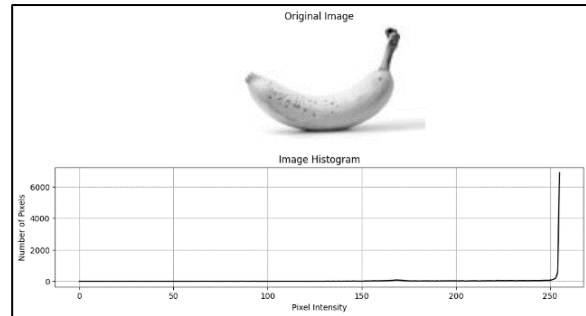 Original Image
Image Histogram
6000
4000
2000
0
Number of Pixels
0 50 100 150 200 250
Pixel Intensity